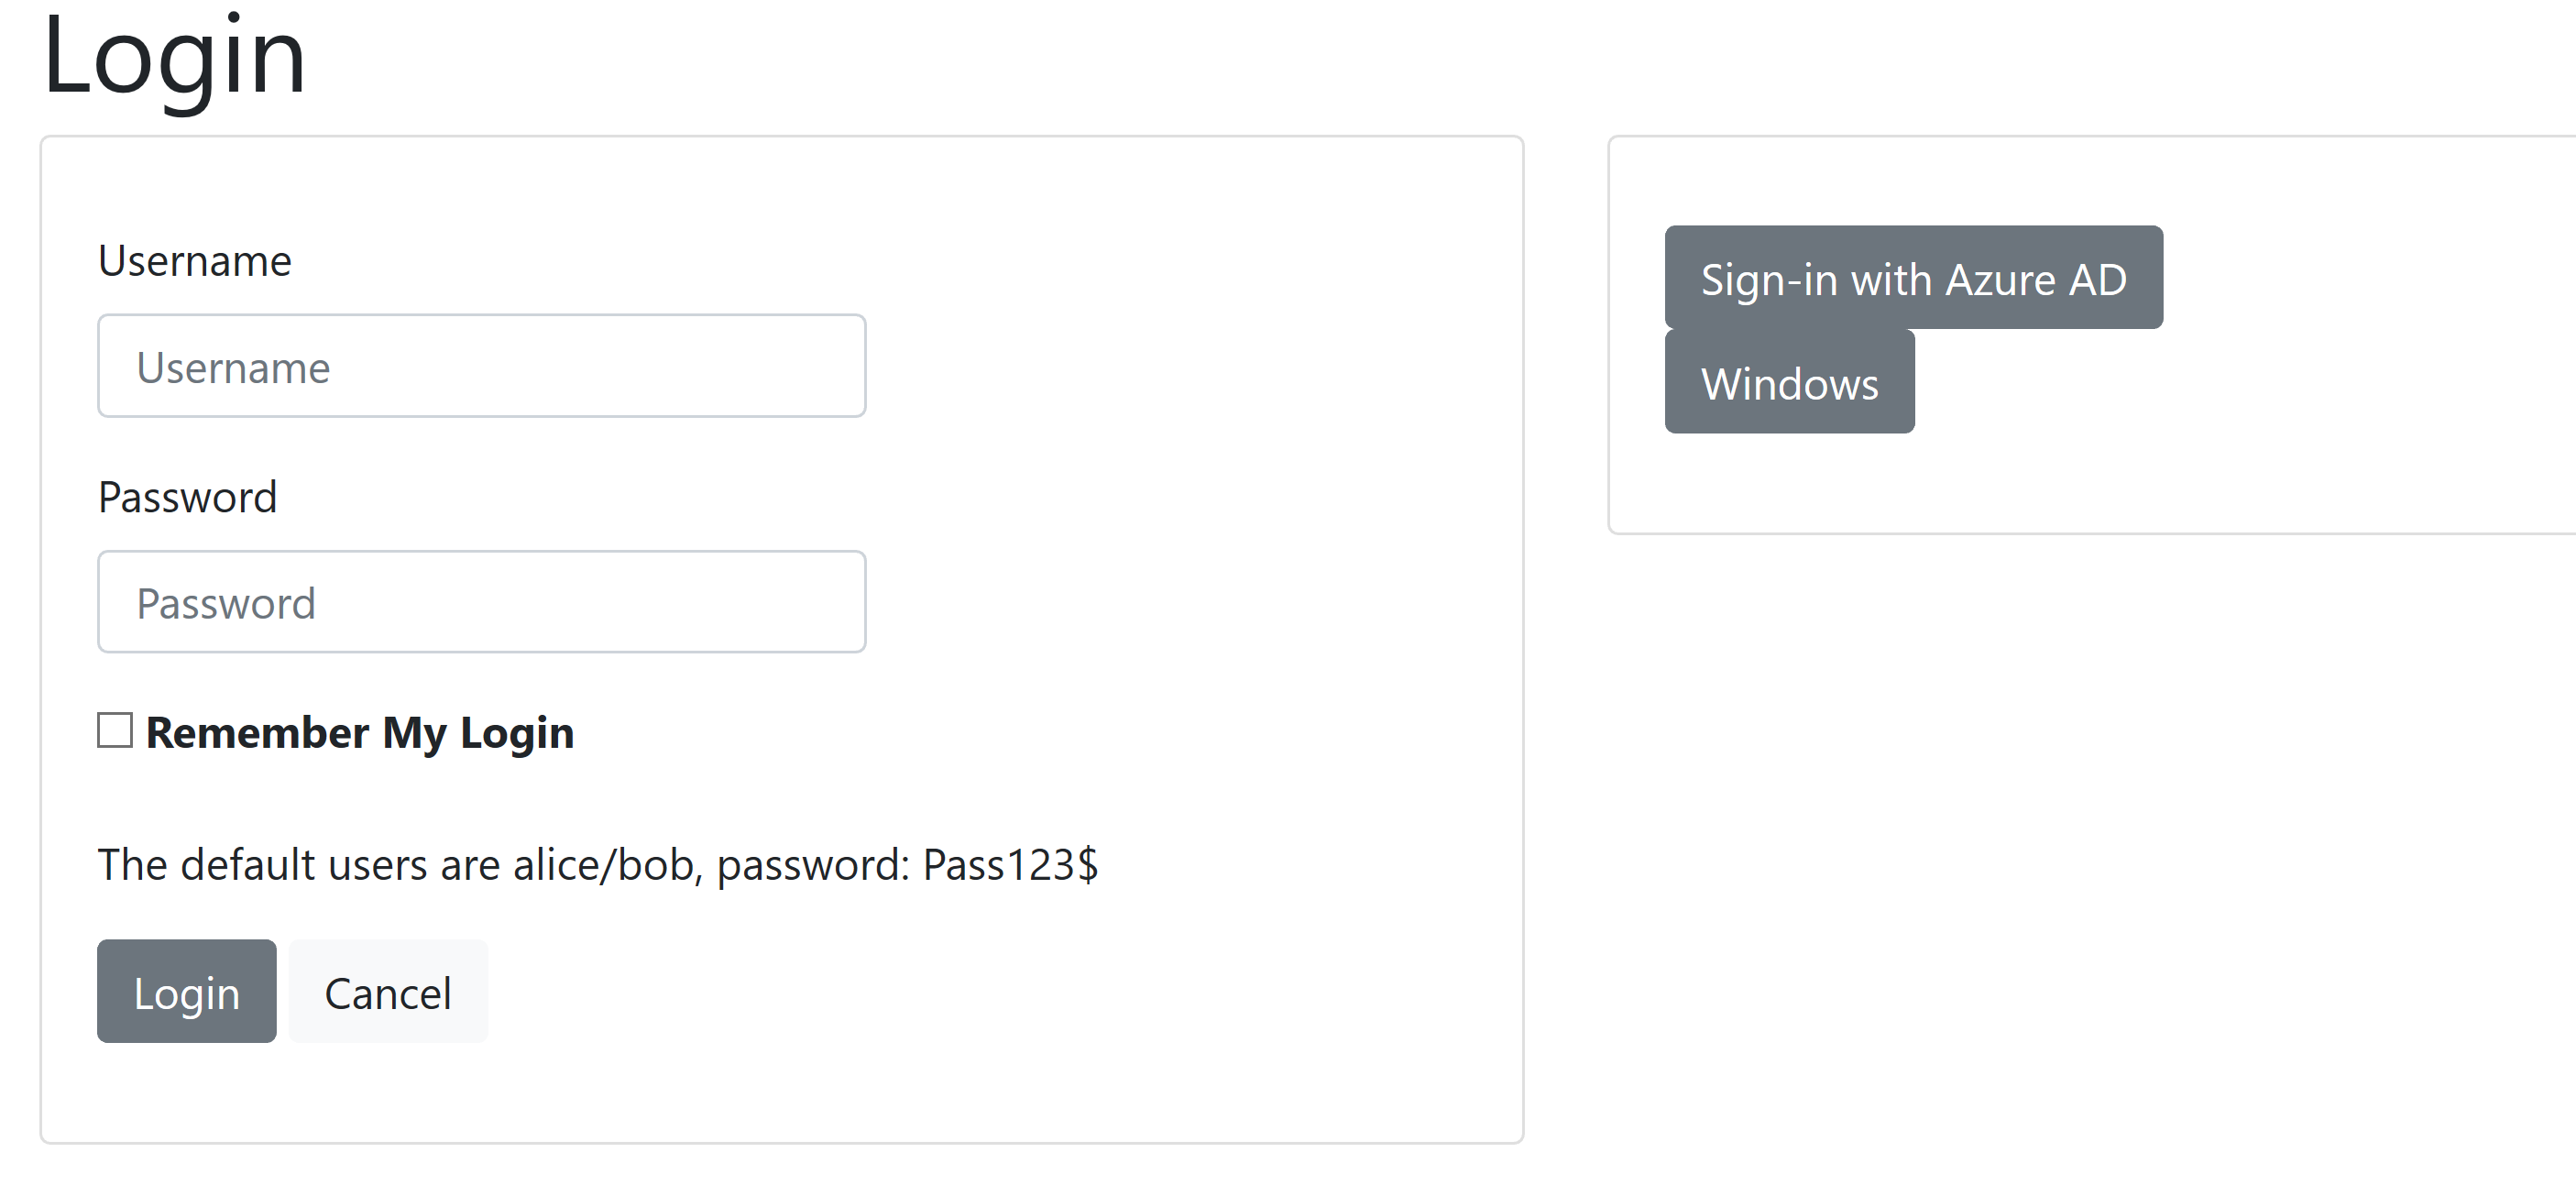 Login
Username
Username
Password
Password
Remember My Login
The default users are alice/bob, password: Pass123$
Login Cancel
Sign-in with Azure AD
Windows